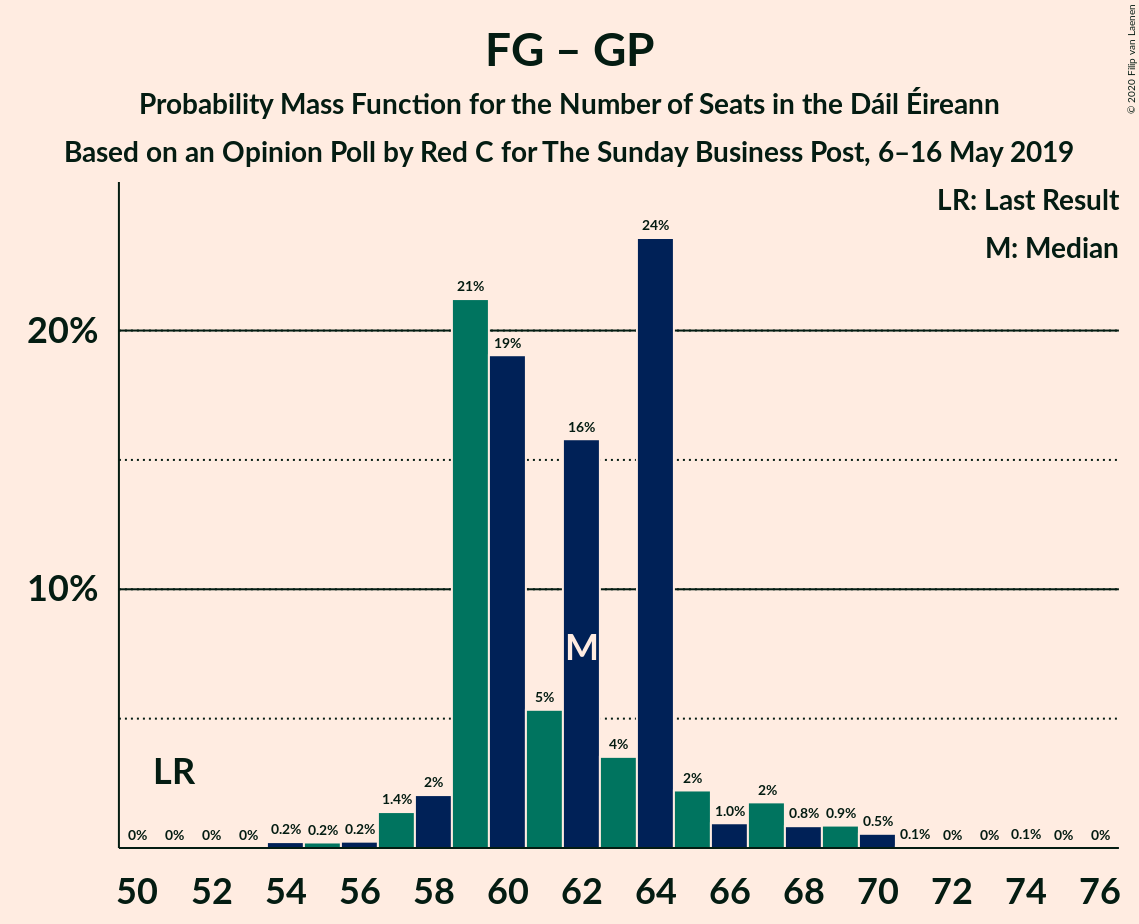 FG – GP
Probability Mass Function for the Number of Seats in the Dáil Éireann
Based on an Opinion Poll by Red C for The Sunday Business Post, 6–16 May 2019
© 2020 Filip van Laenen
LR: Last Result
M: Median
20%
10%
LR
M
0% 0% 0% 0% 0.2% 0.2% 0.2% 1.4% 2% 21% 19% 5% 16% 4% 24% 2% 1.0% 2% 0.8% 0.9% 0.5% 0.1% 0% 0% 0.1% 0% 0%
50 52 54 56 58 60 62 64 66 68 70 72 74 76